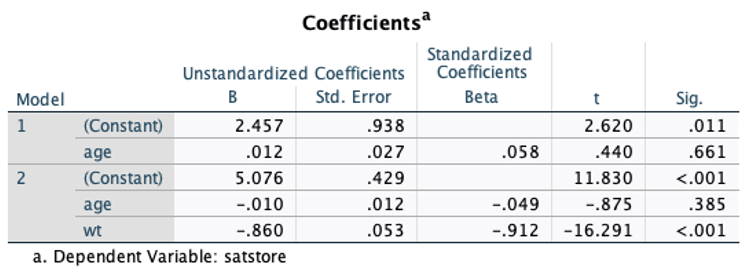 Coefficientsᵃ
Unstandardized Coefficients Standardized Coefficients
Model B Std. Error Beta t Sig.
1 (Constant) 2.457 .938 2.620 .011
age .012 .027 .058 .440 .661
2 (Constant) 5.076 .429 11.830 <.001
age -.010 .012 -.049 -.875 .385
wt -.860 .053 -.912 -16.291 <.001
a. Dependent Variable: satstore